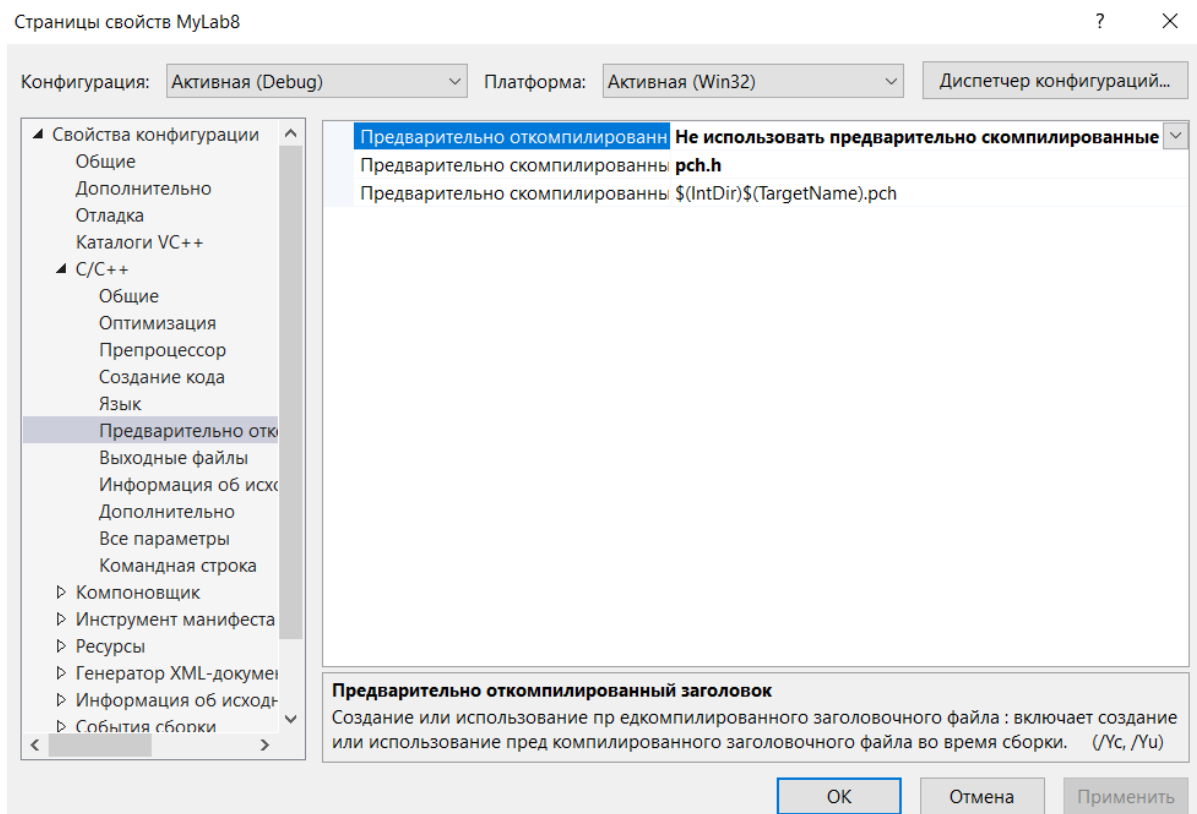 Страницы свойств MyLab8 ? ×
Конфигурация: Активная (Debug) Платформа: Активная (Win32) Диспетчер конфигураций...
Свойства конфигурации
Общие
Дополнительно
Отладка
Каталоги VC++
C/C++
Общие
Оптимизация
Препроцессор
Создание кода
Язык
Предварительно отк
Выходные файлы
Информация об исхо
Дополнительно
Все параметры
Командная строка
Компоновщик
Инструмент манифеста
Ресурсы
Генератор XML-докумен
Информация об исходн
События сборки
Предварительно откомпилированн Не использовать предварительно скомпилированные
Предварительно скомпилированны pch.h
Предварительно скомпилированны $(IntDir)$(TargetName).pch
Предварительно откомпилированный заголовок
Создание или использование пр едкомпилированного заголовочного файла : включает создание
или использование пред компилированного заголовочного файла во время сборки. (/Yc, /Yu)
ОК Отмена Применить